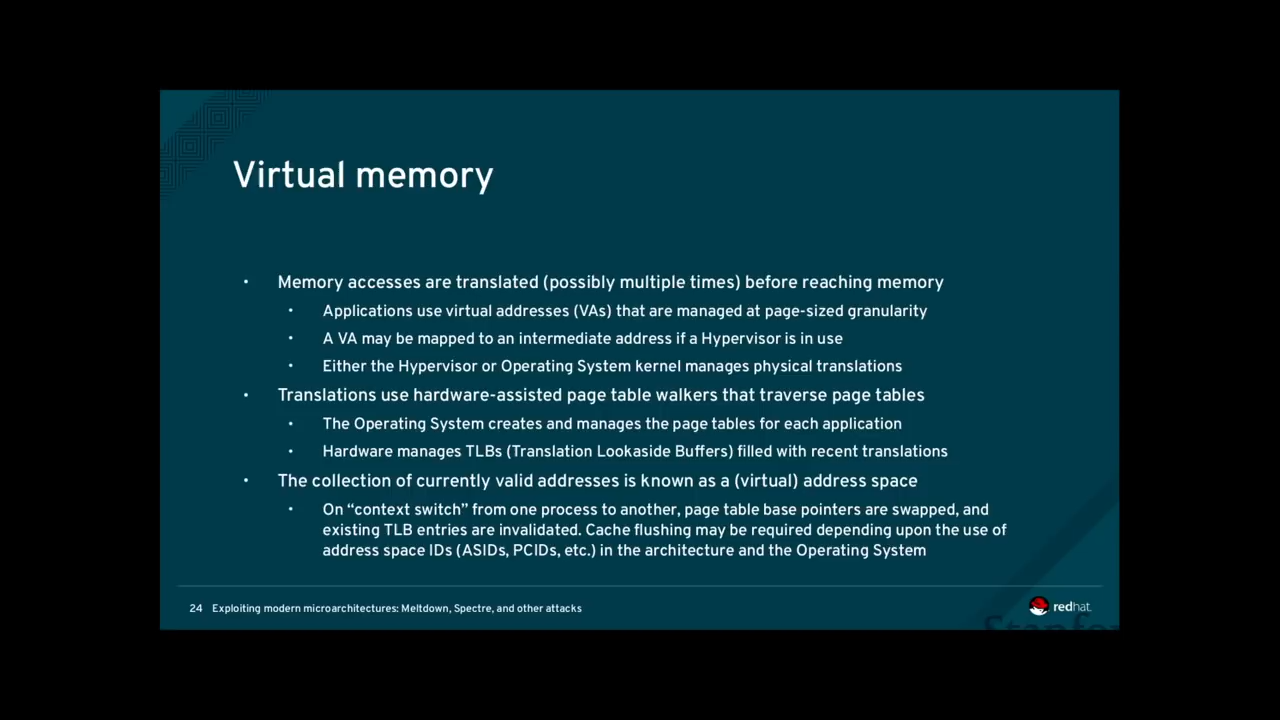 Virtual memory
• Memory accesses are translated (possibly multiple times) before reaching memory
• Applications use virtual addresses (VAs) that are managed at page-sized granularity
• A VA may be mapped to an intermediate address if a Hypervisor is in use
• Either the Hypervisor or Operating System kernel manages physical translations
• Translations use hardware-assisted page table walkers that traverse page tables
• The Operating System creates and manages the page tables for each application
• Hardware manages TLBs (Translation Lookaside Buffers) filled with recent translations
• The collection of currently valid addresses is known as a (virtual) address space
• On “context switch” from one process to another, page table base pointers are swapped, and
existing TLB entries are invalidated. Cache flushing may be required depending upon the use of
address space IDs (ASIDs, PCIDs, etc.) in the architecture and the Operating System
24 Exploiting modern microarchitectures: Meltdown, Spectre, and other attacks
redhat.